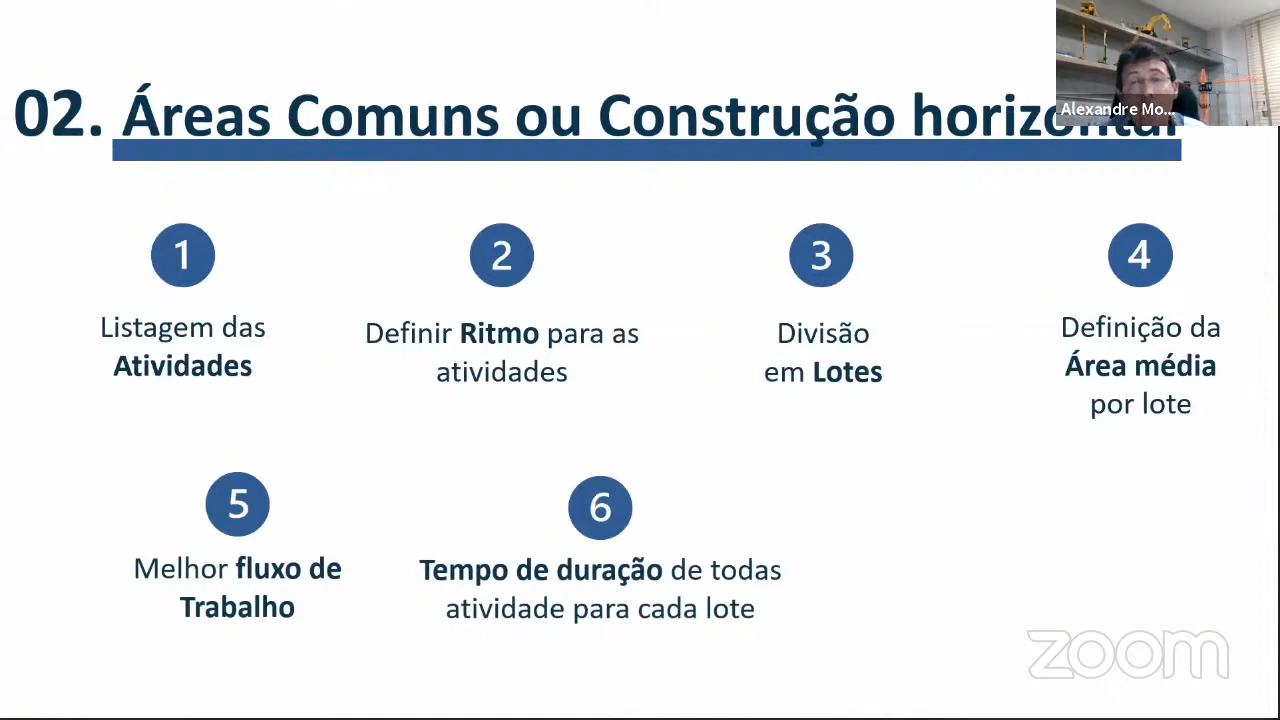 02. Áreas Comuns ou Construção horizontal
Alexandre Mo...
1
2
3
4
Listagem das
Atividades
Definir Ritmo para as
atividades
Divisão
em Lotes
Definição da
Área média
por lote
5
6
Melhor fluxo de
Trabalho
Tempo de duração de todas
atividade para cada lote
zoom